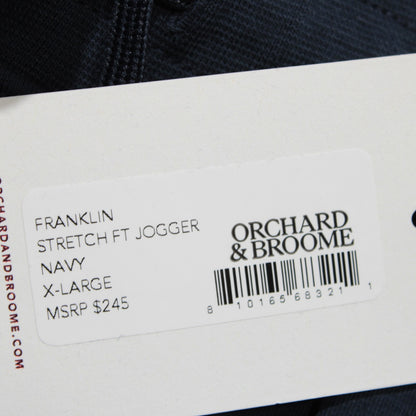 FRANKLIN
STRETCH FT JOGGER
NAVY
X-LARGE
MSRP $245
ORCHARD
& BROOME
8 10165 68321 1
ORCHARDANDBROOME.COM